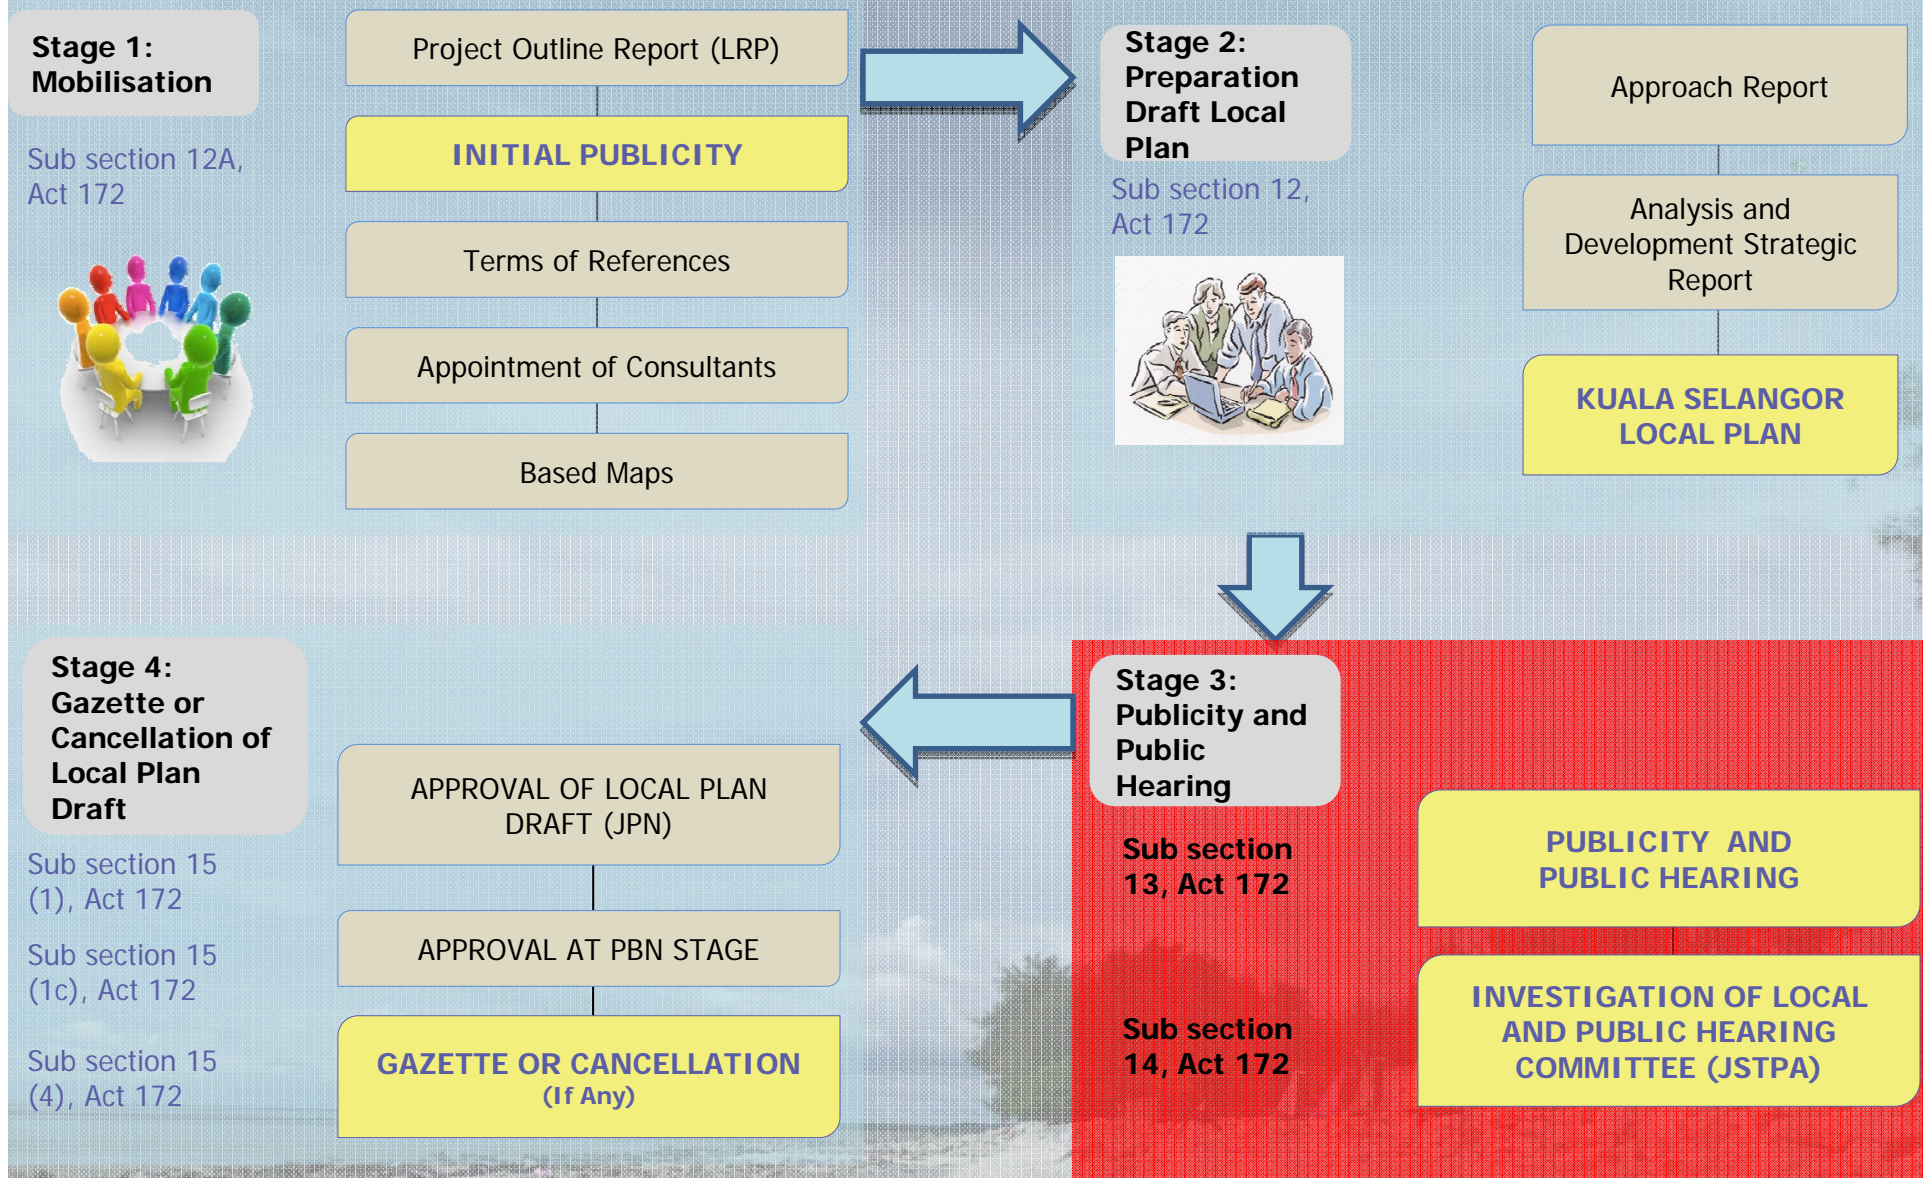 Stage 1:
Mobilisation
Sub section 12A,
Act 172
Project Outline Report (LRP)
INITIAL PUBLICITY
Terms of References
Appointment of Consultants
Based Maps
Stage 2:
Preparation
Draft Local
Plan
Sub section 12,
Act 172
Approach Report
Analysis and
Development Strategic
Report
KUALA SELANGOR
LOCAL PLAN
Stage 3:
Publicity and
Public
Hearing
Sub section
13, Act 172
Sub section
14, Act 172
PUBLICITY AND
PUBLIC HEARING
INVESTIGATION OF LOCAL
AND PUBLIC HEARING
COMMITTEE (JSTPA)
Stage 4:
Gazette or
Cancellation of
Local Plan
Draft
Sub section 15
(1), Act 172
Sub section 15
(1c), Act 172
Sub section 15
(4), Act 172
APPROVAL OF LOCAL PLAN
DRAFT (JPN)
APPROVAL AT PBN STAGE
GAZETTE OR CANCELLATION
(If Any)